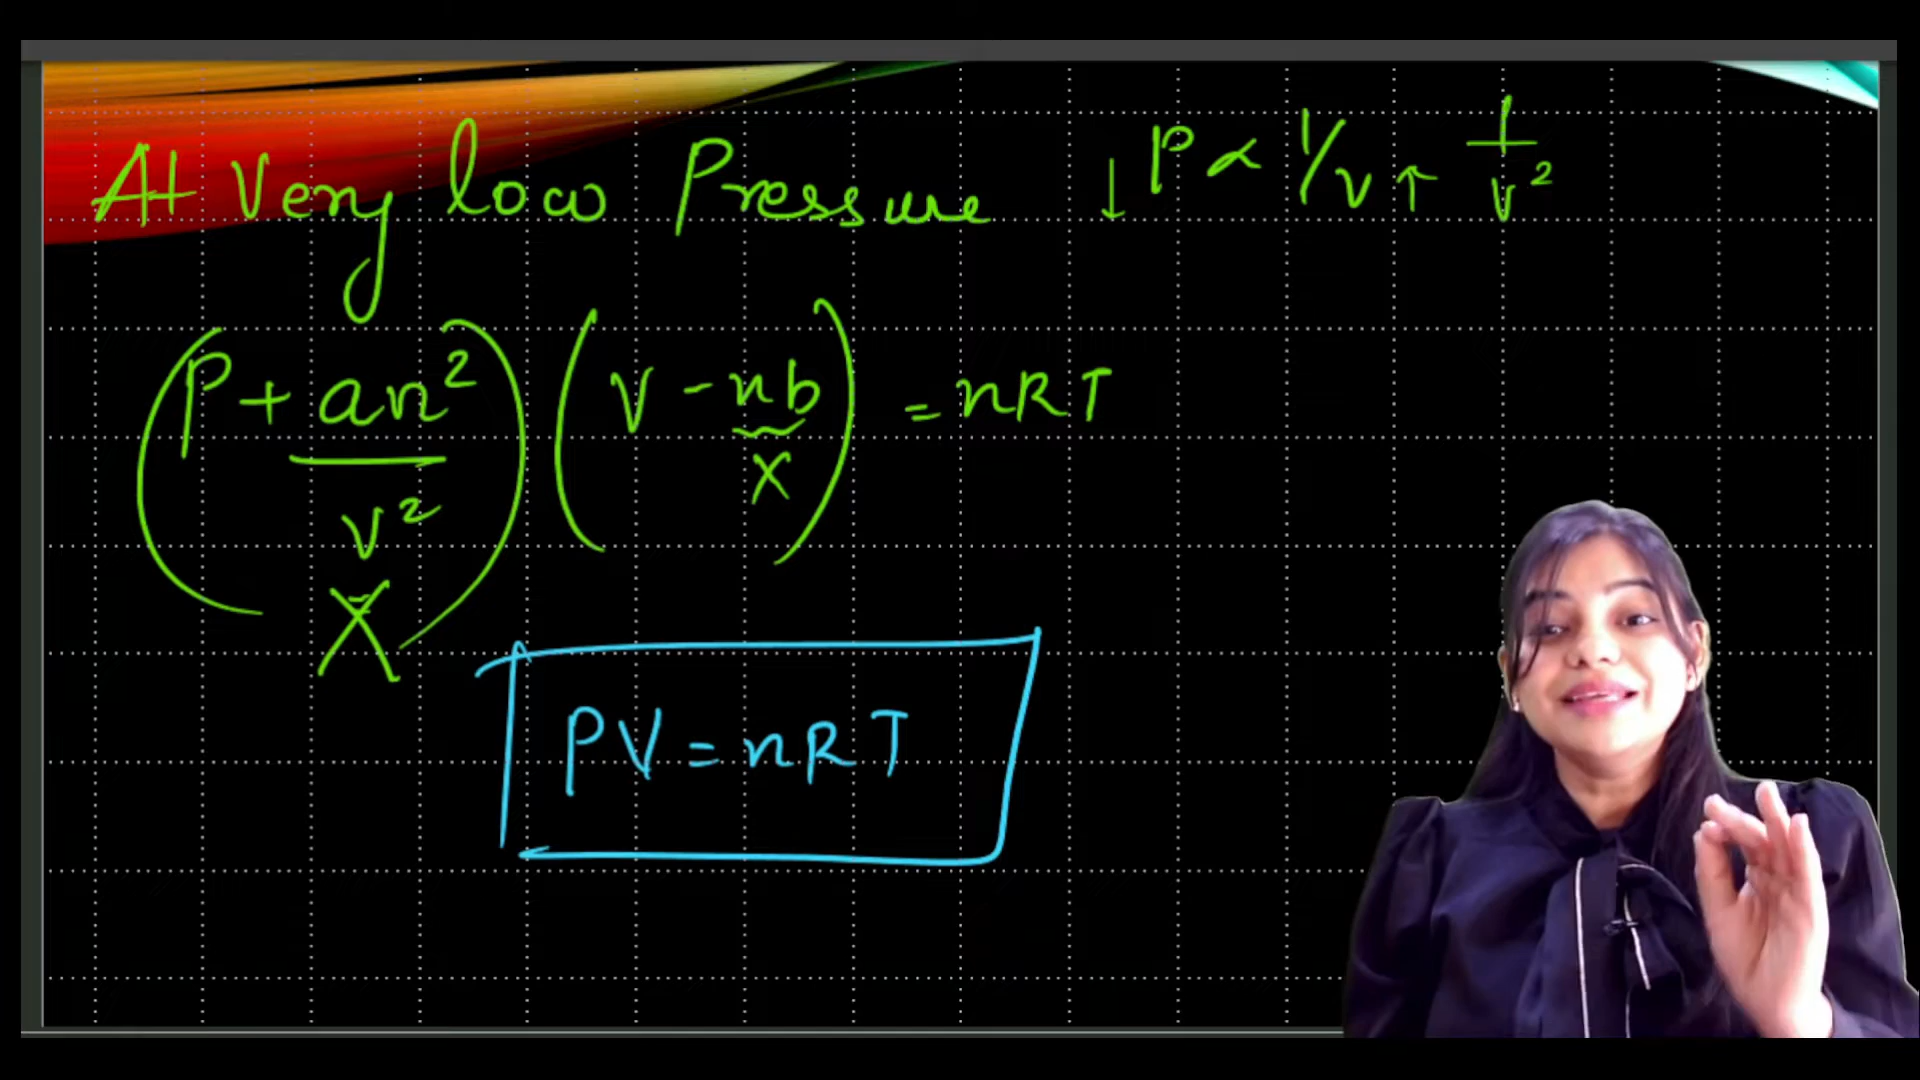 At Very low Pressure ↓ P ∝ 1/V ↑ 1/V²
(P + an²/V²) (V - nb) = nRT
X
X
PV = nRT